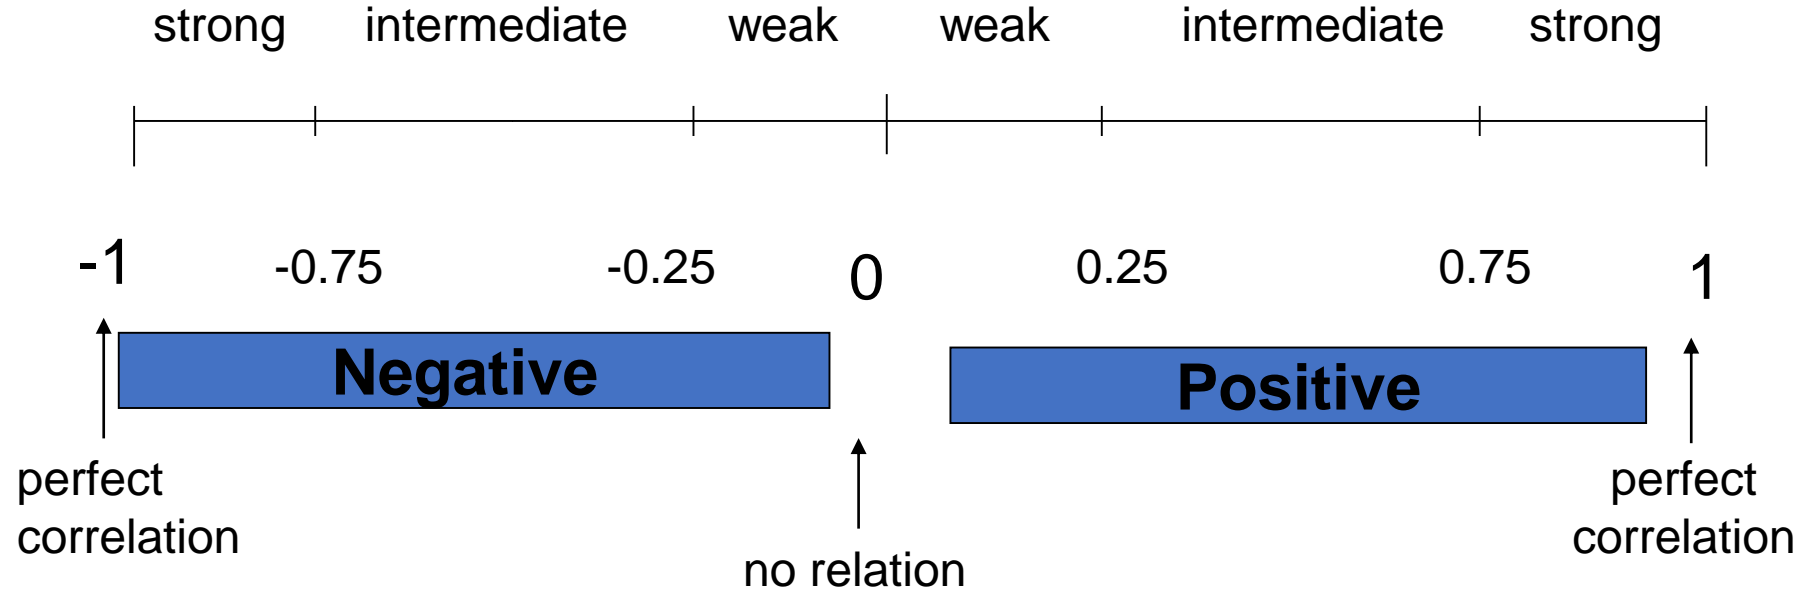 strong intermediate weak weak intermediate strong
-1 -0.75 -0.25 0 0.25 0.75 1
Negative Positive
perfect perfect
correlation correlation
no relation